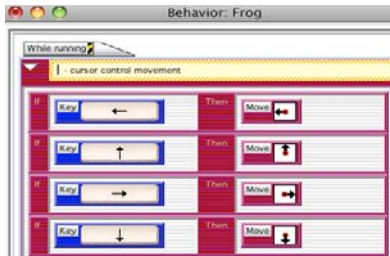 Behavior: Frog
While running
- cursor control movement
If Key ← Then Move
If Key ↑ Then Move
If Key → Then Move
If Key ↓ Then Move